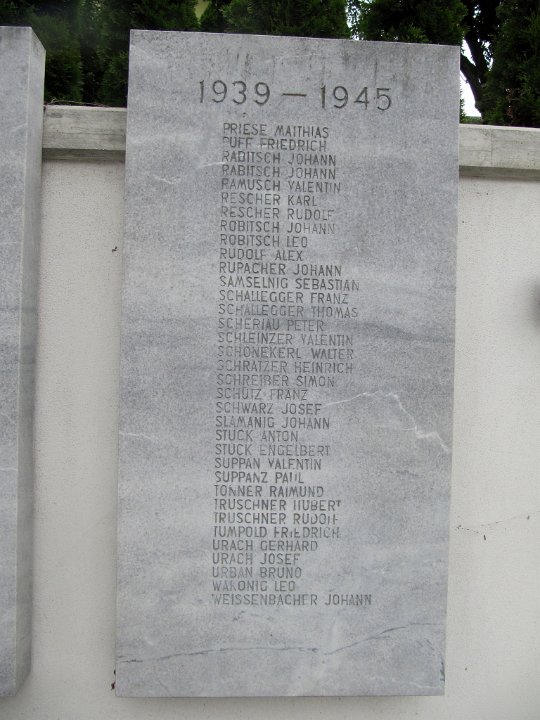 1939 – 1945
PRIESE MATTHIAS
PUFF FRIEDRICH
RADITSCH JOHANN
RABITSCH JOHANN
RAMUSCH VALENTIN
RESCHER KARL
RESCHER RUDOLF
ROBITSCH JOHANN
ROBITSCH LEO
RUDOLF ALEX
RUPACHER JOHANN
SAMSELNIG SEBASTIAN
SCHALLEGGER FRANZ
SCHALLEGGER THOMAS
SCHERIAU PETER
SCHLEINZER VALENTIN
SCHÖNEKERL WALTER
SCHRATZER HEINRICH
SCHREIBER SIMON
SCHÜTZ FRANZ
SCHWARZ JOSEF
SLAMANIG JOHANN
STÜCK ANTON
STÜCK ENGELBERT
SUPPAN VALENTIN
SUPPANZ PAUL
TONNER RAIMUND
TRUSCHNER HUBERT
TRUSCHNER RUDOLF
TUMPOLD FRIEDRICH
URACH GERHARD
URACH JOSEF
URBAN BRUNO
WAKONIG LEO
WEISSENBACHER JOHANN